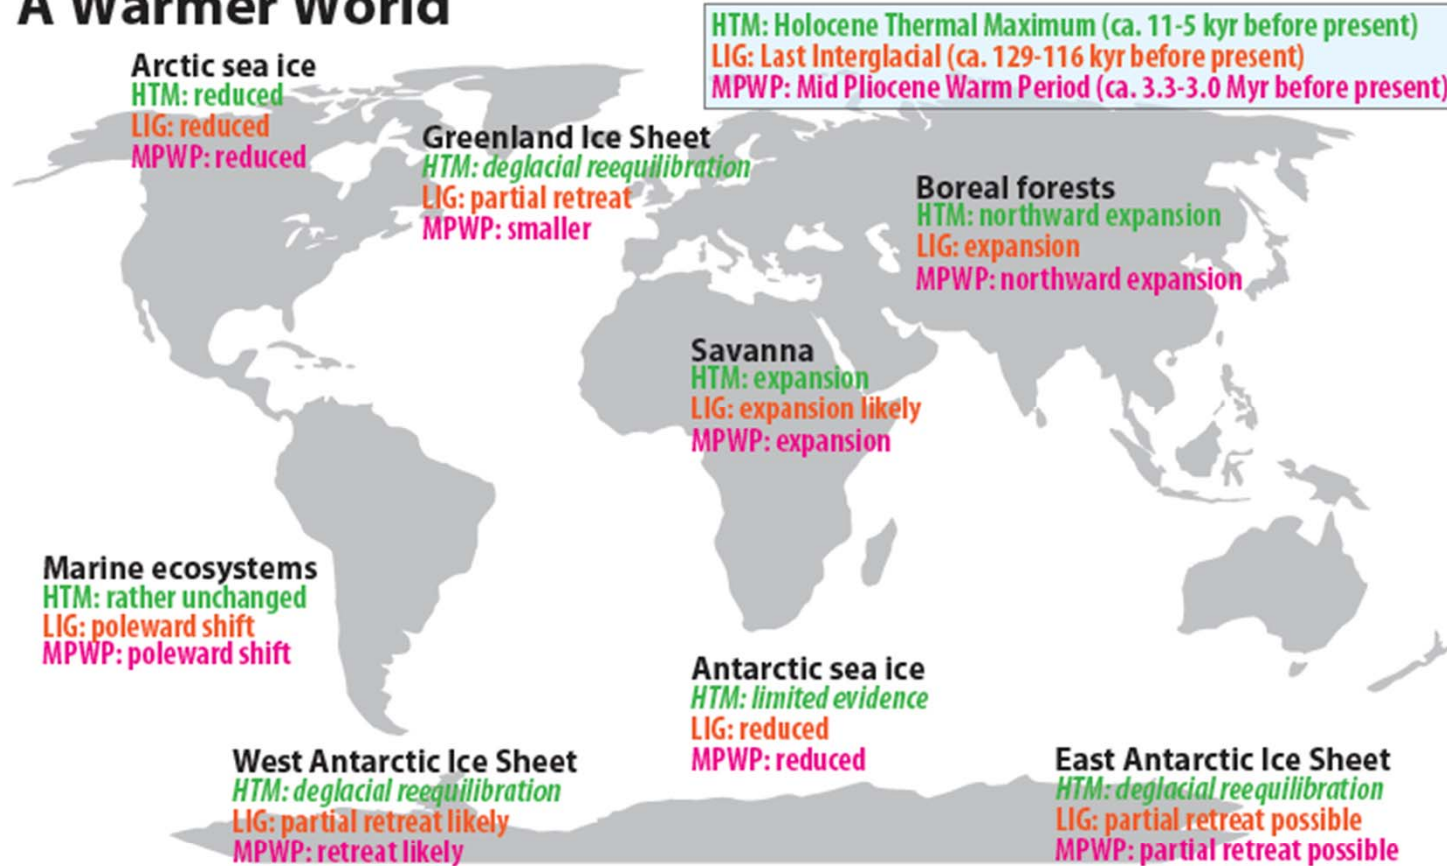 A Warmer World
HTM: Holocene Thermal Maximum (ca. 11-5 kyr before present)
LIG: Last Interglacial (ca. 129-116 kyr before present)
MPWP: Mid Pliocene Warm Period (ca. 3.3-3.0 Myr before present)
Arctic sea ice
HTM: reduced
LIG: reduced
MPWP: reduced
Greenland Ice Sheet
HTM: deglacial reequilibration
LIG: partial retreat
MPWP: smaller
Boreal forests
HTM: northward expansion
LIG: expansion
MPWP: northward expansion
Savanna
HTM: expansion
LIG: expansion likely
MPWP: expansion
Marine ecosystems
HTM: rather unchanged
LIG: poleward shift
MPWP: poleward shift
Antarctic sea ice
HTM: limited evidence
LIG: reduced
MPWP: reduced
West Antarctic Ice Sheet
HTM: deglacial reequilibration
LIG: partial retreat likely
MPWP: retreat likely
East Antarctic Ice Sheet
HTM: deglacial reequilibration
LIG: partial retreat possible
MPWP: partial retreat possible